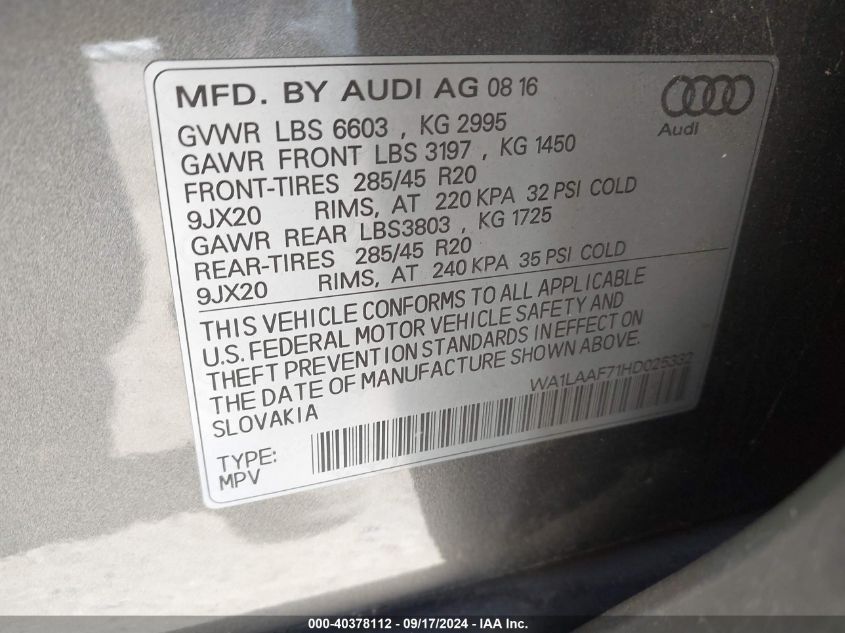 MFD. BY AUDI AG 08 16
Audi
GVWR LBS 6603 , KG 2995
GAWR FRONT LBS 3197 , KG 1450
FRONT-TIRES 285/45 R20
9JX20 RIMS, AT 220 KPA 32 PSI COLD
GAWR REAR LBS3803 , KG 1725
REAR-TIRES 285/45 R20
9JX20 RIMS, AT 240 KPA 35 PSI COLD
THIS VEHICLE CONFORMS TO ALL APPLICABLE
U.S. FEDERAL MOTOR VEHICLE SAFETY AND
THEFT PREVENTION STANDARDS IN EFFECT ON
THE DATE OF MANUFACTURE SHOWN ABOVE.
SLOVAKIA
WA1LAAF71HD025332
TYPE:
MPV
000-40378112 - 09/17/2024 - IAA Inc.